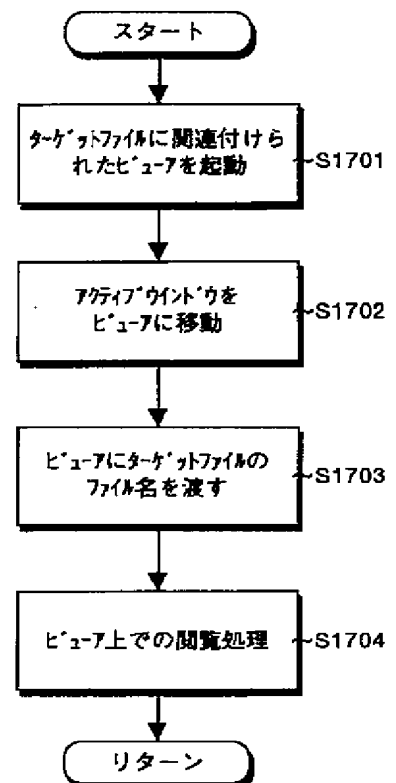 スタート
ﾀｰｹﾞｯﾄﾌｧｲﾙに関連付けら
れたﾋﾞｭｰｱを起動
~S1701
ｱｸﾃｨﾌﾞｳｲﾝﾄﾞｳを
ﾋﾞｭｰｱに移動
~S1702
ﾋﾞｭｰｱにﾀｰｹﾞｯﾄﾌｧｲﾙの
ﾌｧｲﾙ名を渡す
~S1703
ﾋﾞｭｰｱ上での閲覧処理
~S1704
リターン